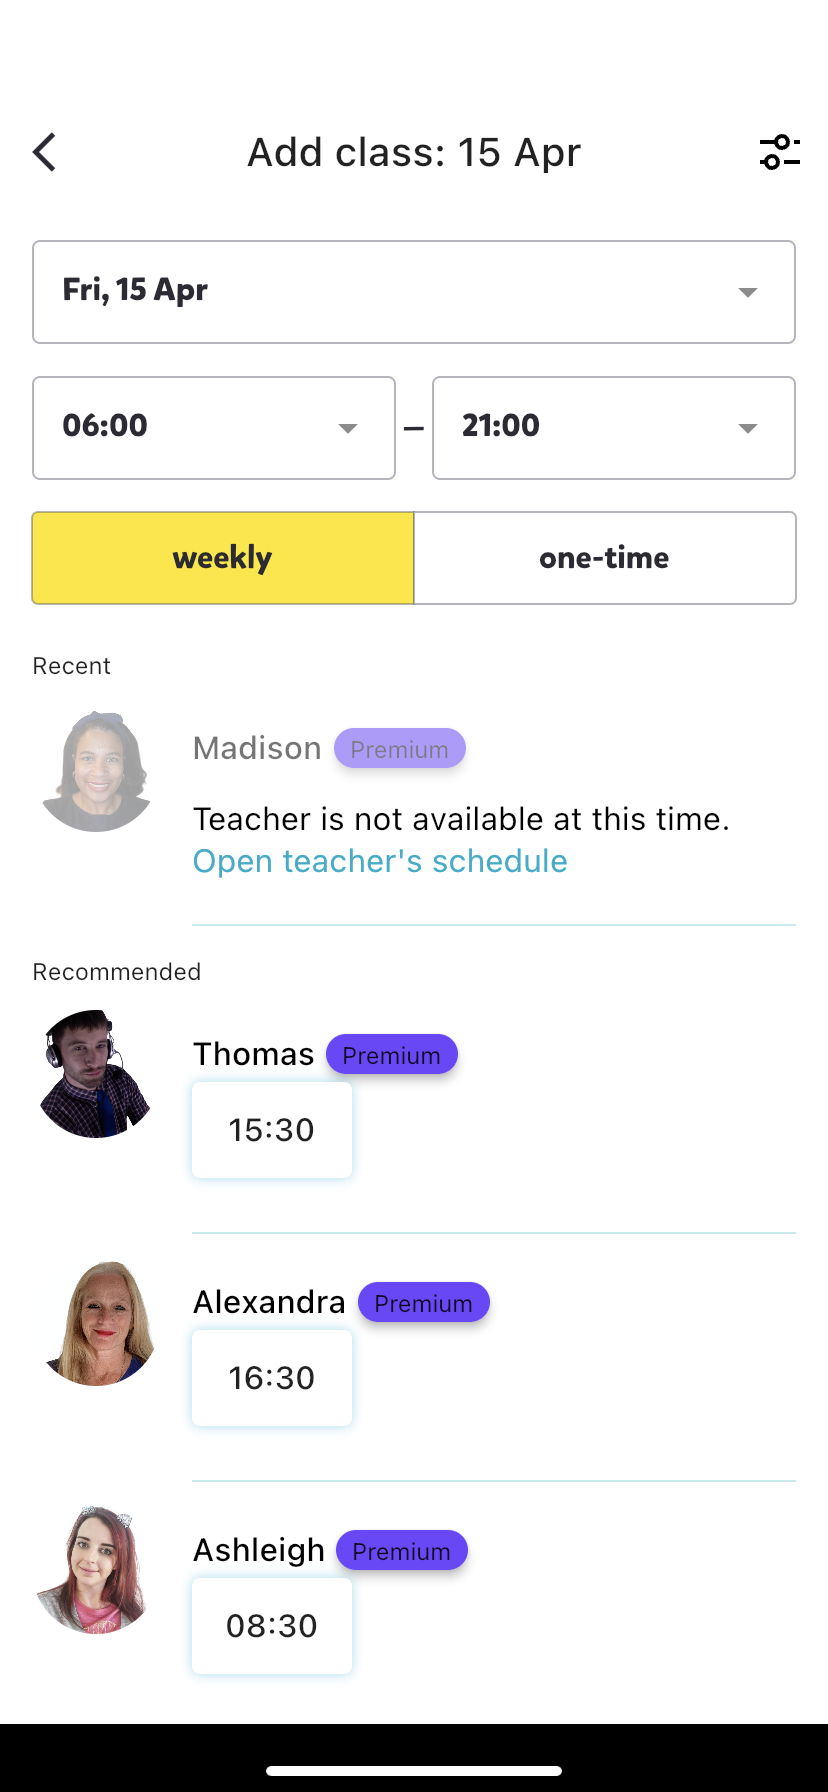 Add class: 15 Apr
Fri, 15 Apr
06:00 – 21:00
weekly one-time
Recent
Madison Premium
Teacher is not available at this time.
Open teacher's schedule
Recommended
Thomas Premium
15:30
Alexandra Premium
16:30
Ashleigh Premium
08:30